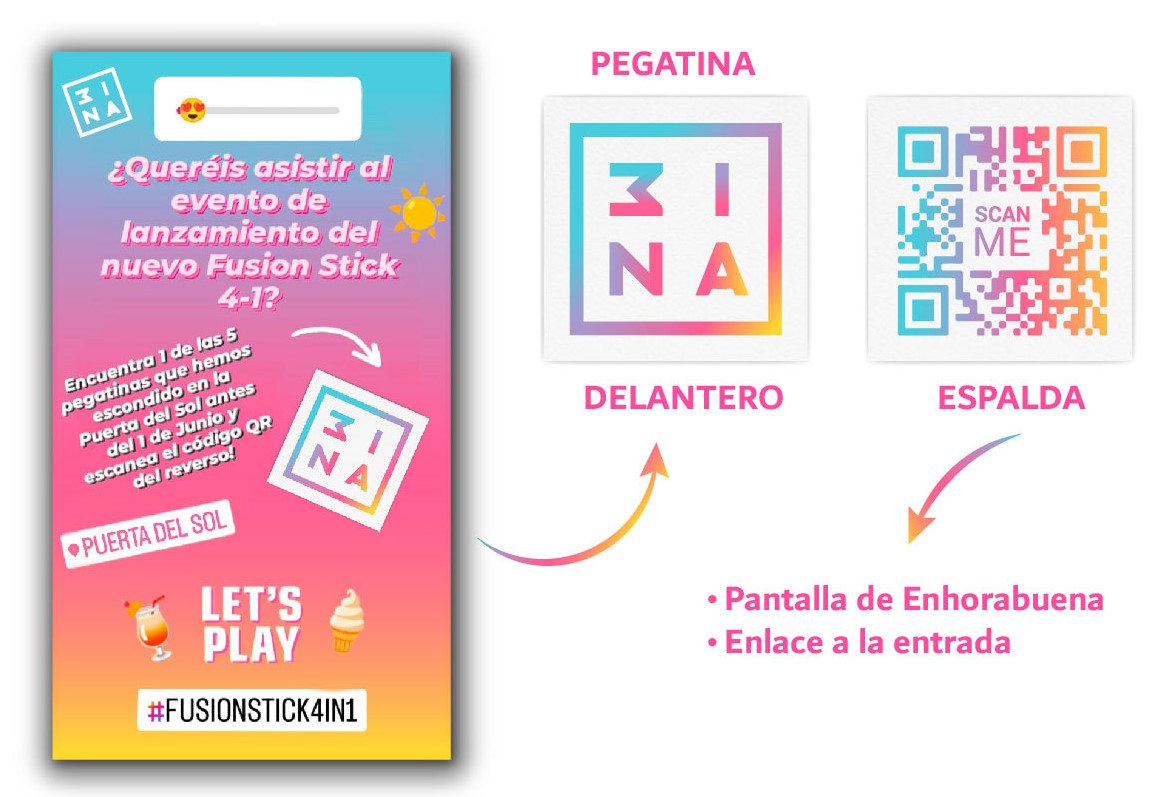 3 I
N A
¿Queréis asistir al
evento de
lanzamiento del
nuevo Fusion Stick
4-1?
Encuentra 1 de las 5
pegatinas que hemos
escondido en la
Puerta del Sol antes
del 1 de Junio y
escanea el código QR
del reverso!
3 I
N A
PUERTA DEL SOL
LET'S
PLAY
#FUSIONSTICK4IN1
PEGATINA
3 I
N A
DELANTERO
SCAN
ME
ESPALDA
• Pantalla de Enhorabuena
• Enlace a la entrada